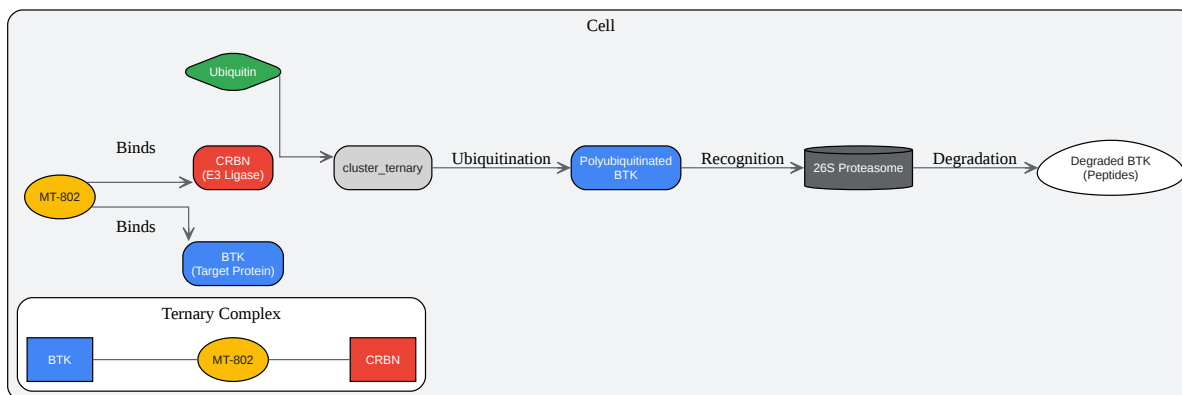 Cell
Ubiquitin
Binds
CRBN
(E3 Ligase)
MT-802
Binds
BTK
(Target Protein)
cluster_ternary
Ubiquitination
Polyubiquitinated
BTK
Recognition
26S Proteasome
Degradation
Degraded BTK
(Peptides)
Ternary Complex
BTK
MT-802
CRBN